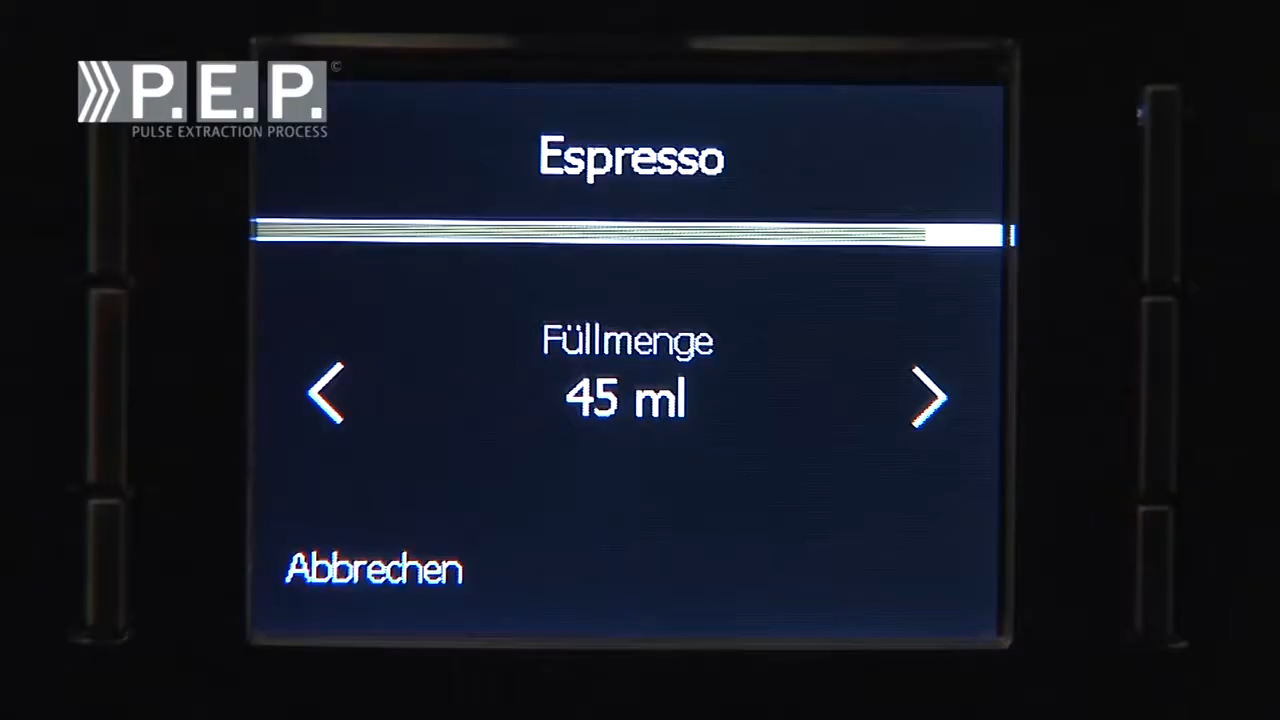 P.E.P.©
PULSE EXTRACTION PROCESS
Espresso
Füllmenge
45 ml
Abbrechen